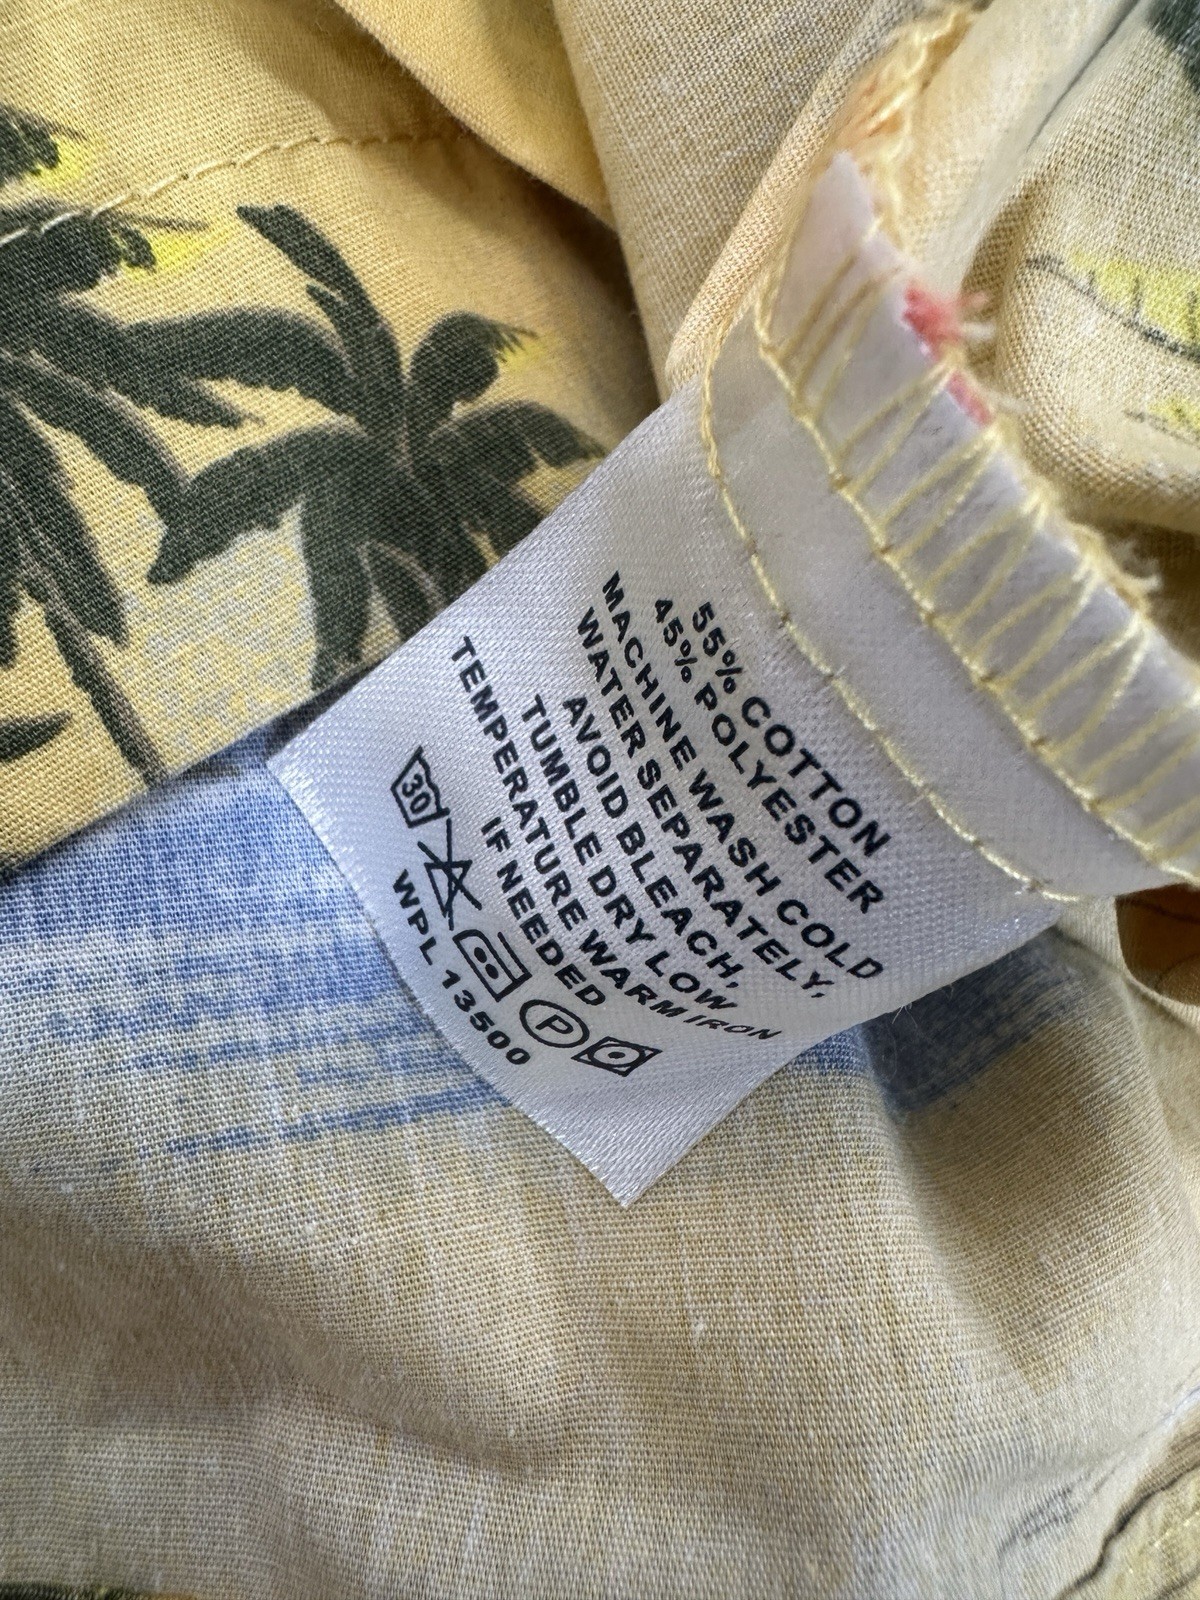 55% COTTON
45% POLYESTER
MACHINE WASH COLD
WATER SEPARATELY,
AVOID BLEACH,
TUMBLE DRY LOW
TEMPERATURE WARM IRON
IF NEEDED
30 P
WPL 13500